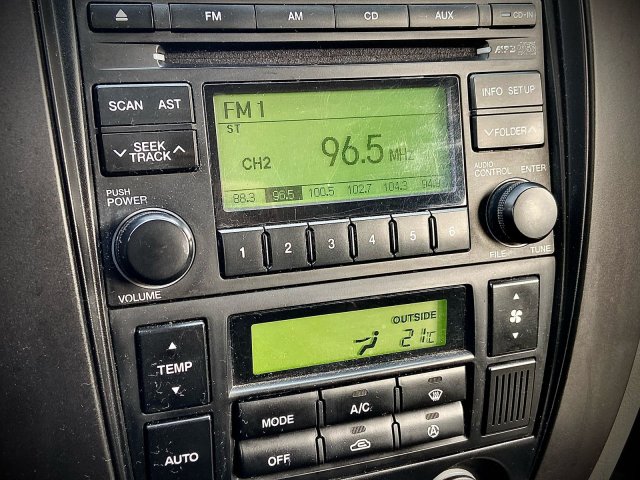 FM AM CD AUX CD-IN
SCAN AST
SEEK
TRACK
PUSH
POWER
VOLUME
FM 1
ST
CH2 96.5 MHz
88.3 96.5 100.5 102.7 104.3
1 2 3 4 5 6
INFO SETUP
FOLDER
AUDIO
CONTROL ENTER
FILE TUNE
OUTSIDE
21°C
TEMP
MODE A/C
AUTO OFF